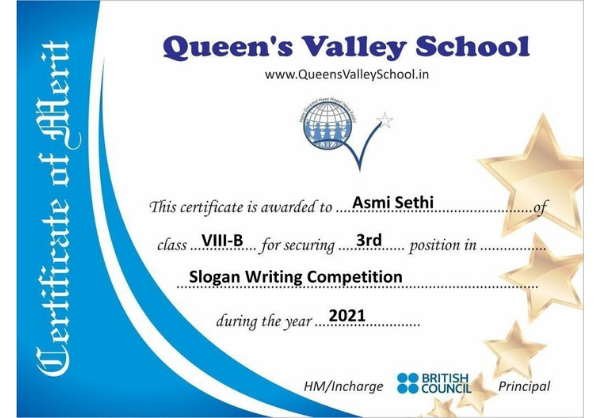 Certificate of Merit
Queen's Valley School
www.QueensValleySchool.in
This certificate is awarded to ... Asmi Sethi ........................of
class ... VIII-B ... for securing ... 3rd ....... position in .................
Slogan Writing Competition
during the year ... 2021 .............
HM/Incharge BRITISH COUNCIL Principal